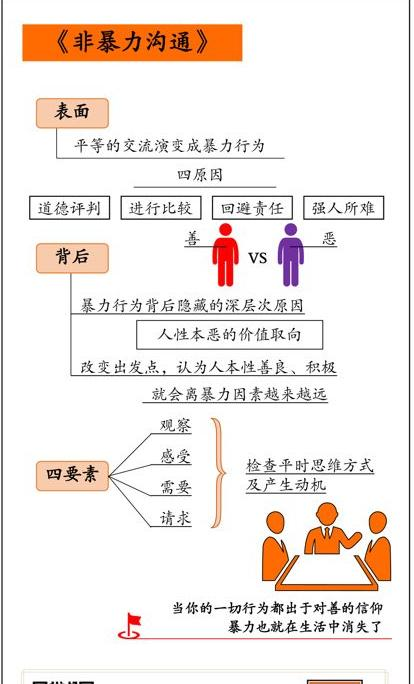 《非暴力沟通》
表面
平等的交流演变成暴力行为
四原因
道德评判 进行比较 回避责任 强人所难
善 VS 恶
背后
暴力行为背后隐藏的深层次原因
人性本恶的价值取向
改变出发点，认为人本性善良、积极
就会离暴力因素越来越远
四要素
观察
感受
需要
请求
检查平时思维方式
及产生动机
当你的一切行为都出于对善的信仰
暴力也就在生活中消失了